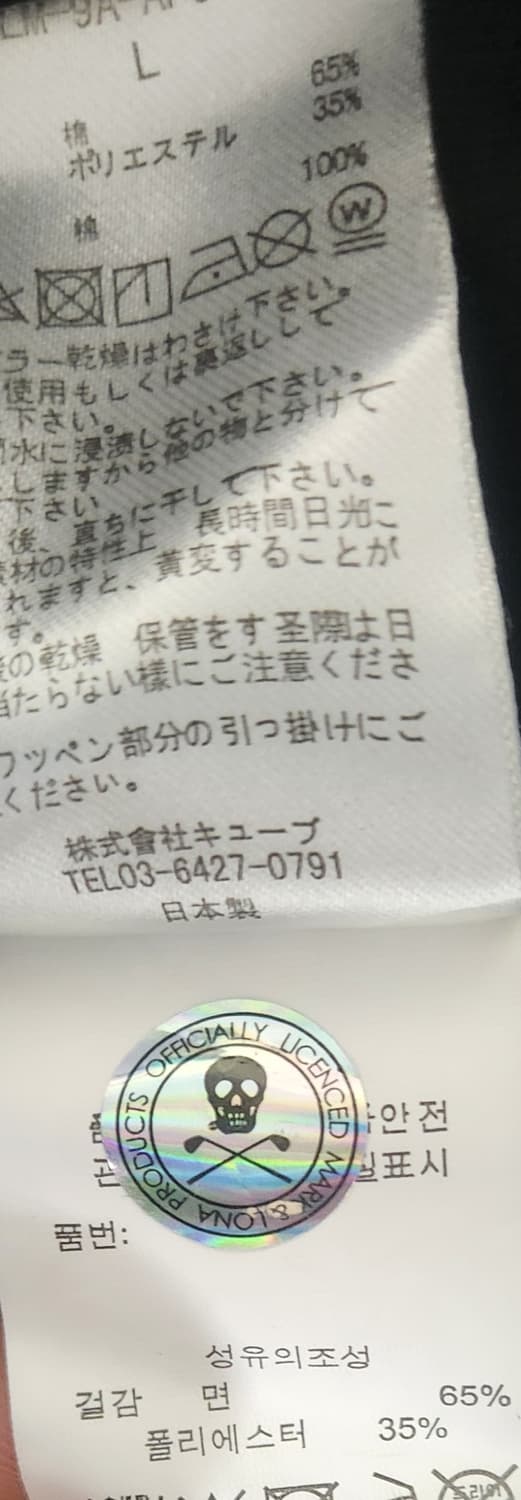 L
65%
綿
35%
ポリエステル
100%
綿
W
ラー乾燥はわさけ下さい。
使用もしくは裏返しして
下さい。
水に浸漬しないで下さい。
しますから他の物と分けて
下さい
後、直ちに干して下さい。
素材の特性上 長時間日光に
れますと、黄変することが
す。
後の乾燥 保管をす 圣際は日
当たらない様にご注意くださ
ワッペン部分の引っ掛けにご
ください。
株式會社キューブ
TEL03-6427-0791
日本製
OFFICIALLY LICENCED MARK & LONA PRODUCTS
안전
표시
품번:
성유의조성
걸감 면 65%
폴리에스터 35%
드라이